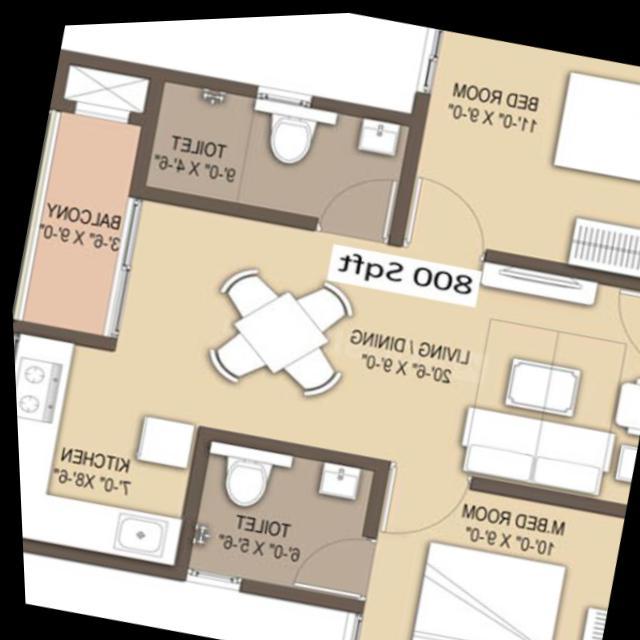 BED ROOM
11'-0" X 9'-0"
TOILET
9'-0" X 4'-6"
BALCONY
3'-6" X 9'-0"
800 Sqft
LIVING / DINING
20'-6" X 9'-0"
KITCHEN
7'-0" X8'-6"
TOILET
6'-0" X 5'-6"
M.BED ROOM
10'-0" X 9'-0"